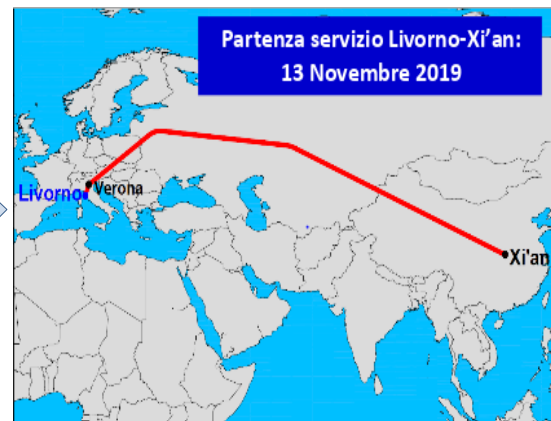 Partenza servizio Livorno-Xi’an:
13 Novembre 2019
Livorno
Verona
Xi'an